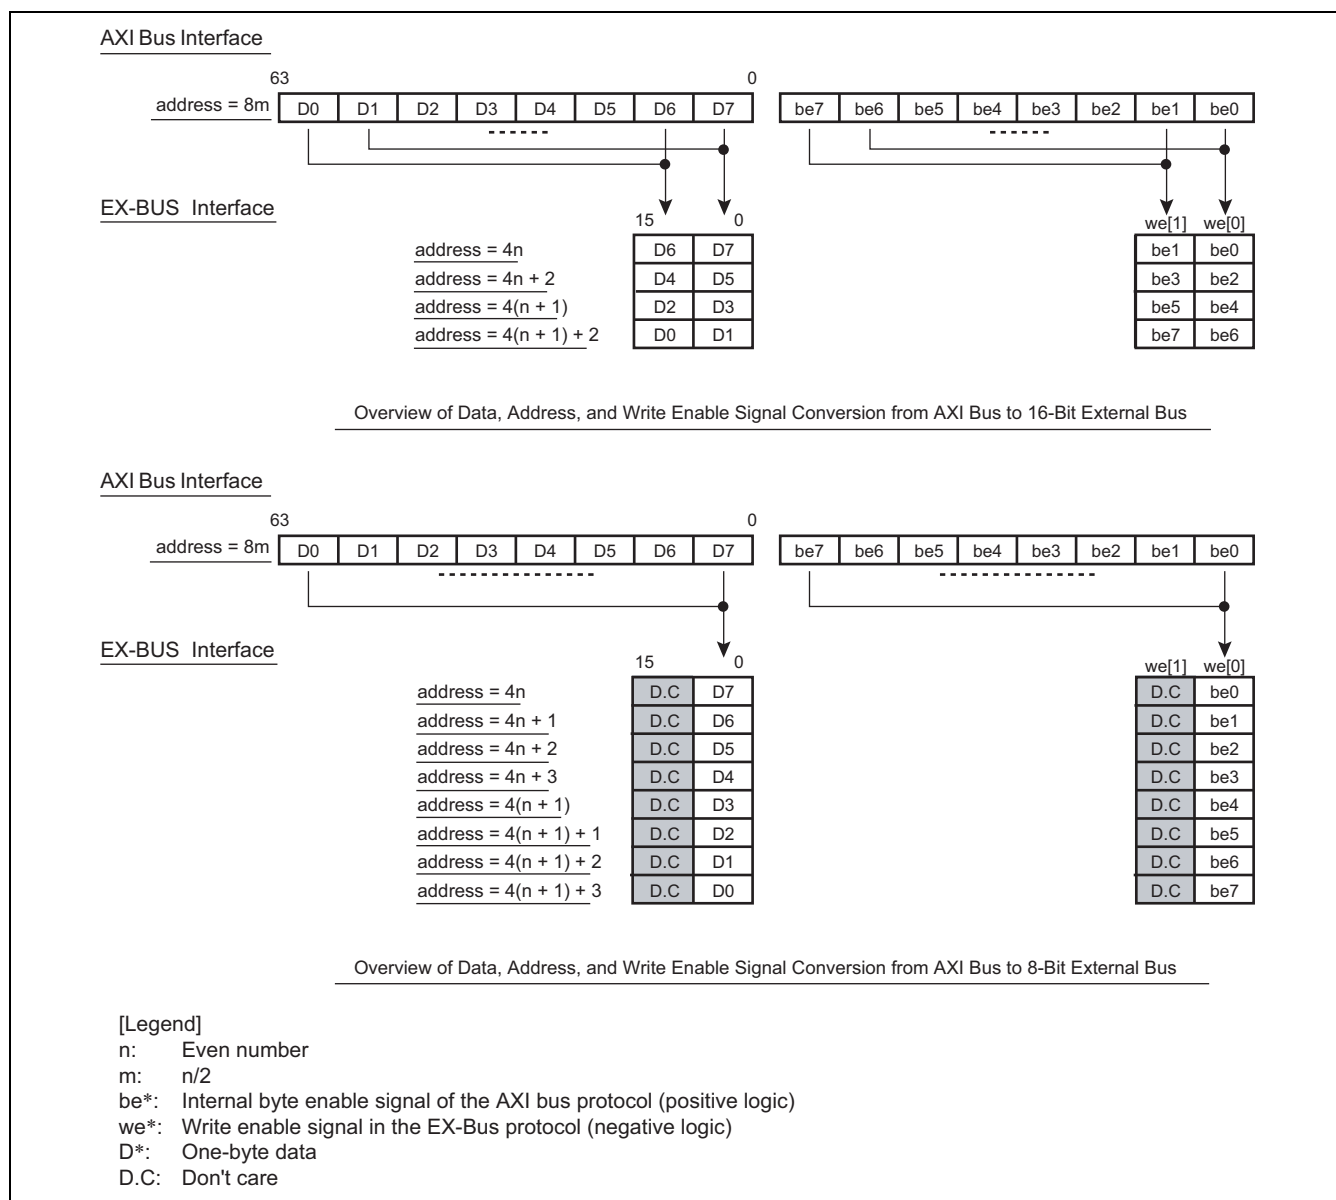 AXI Bus Interface
63 0
address = 8m D0 D1 D2 D3 D4 D5 D6 D7 be7 be6 be5 be4 be3 be2 be1 be0
EX-BUS Interface
15 0 we[1] we[0]
address = 4n D6 D7 be1 be0
address = 4n + 2 D4 D5 be3 be2
address = 4(n + 1) D2 D3 be5 be4
address = 4(n + 1) + 2 D0 D1 be7 be6
Overview of Data, Address, and Write Enable Signal Conversion from AXI Bus to 16-Bit External Bus
AXI Bus Interface
63 0
address = 8m D0 D1 D2 D3 D4 D5 D6 D7 be7 be6 be5 be4 be3 be2 be1 be0
EX-BUS Interface
15 0 we[1] we[0]
address = 4n D.C D7 D.C be0
address = 4n + 1 D.C D6 D.C be1
address = 4n + 2 D.C D5 D.C be2
address = 4n + 3 D.C D4 D.C be3
address = 4(n + 1) D.C D3 D.C be4
address = 4(n + 1) + 1 D.C D2 D.C be5
address = 4(n + 1) + 2 D.C D1 D.C be6
address = 4(n + 1) + 3 D.C D0 D.C be7
Overview of Data, Address, and Write Enable Signal Conversion from AXI Bus to 8-Bit External Bus
[Legend]
n: Even number
m: n/2
be*: Internal byte enable signal of the AXI bus protocol (positive logic)
we*: Write enable signal in the EX-Bus protocol (negative logic)
D*: One-byte data
D.C: Don't care